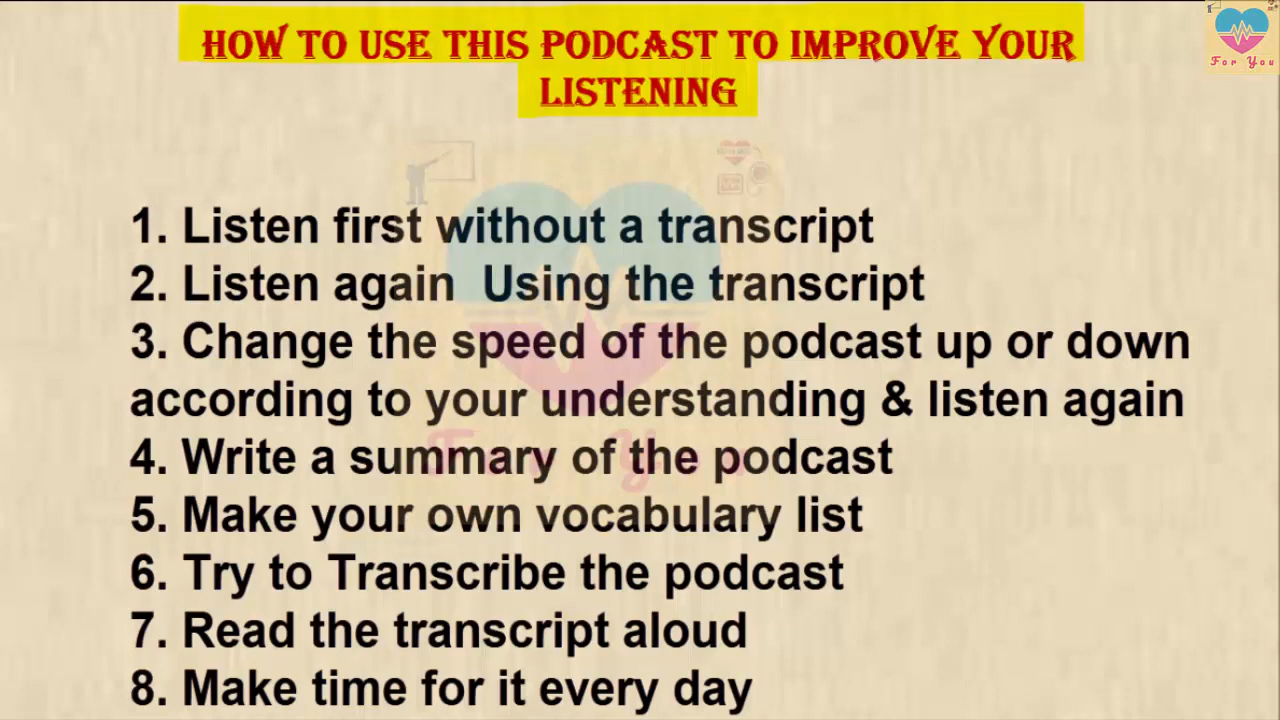 HOW TO USE THIS PODCAST TO IMPROVE YOUR
LISTENING
For You
1. Listen first without a transcript
2. Listen again  Using the transcript
3. Change the speed of the podcast up or down
according to your understanding & listen again
4. Write a summary of the podcast
5. Make your own vocabulary list
6. Try to Transcribe the podcast
7. Read the transcript aloud
8. Make time for it every day
For You